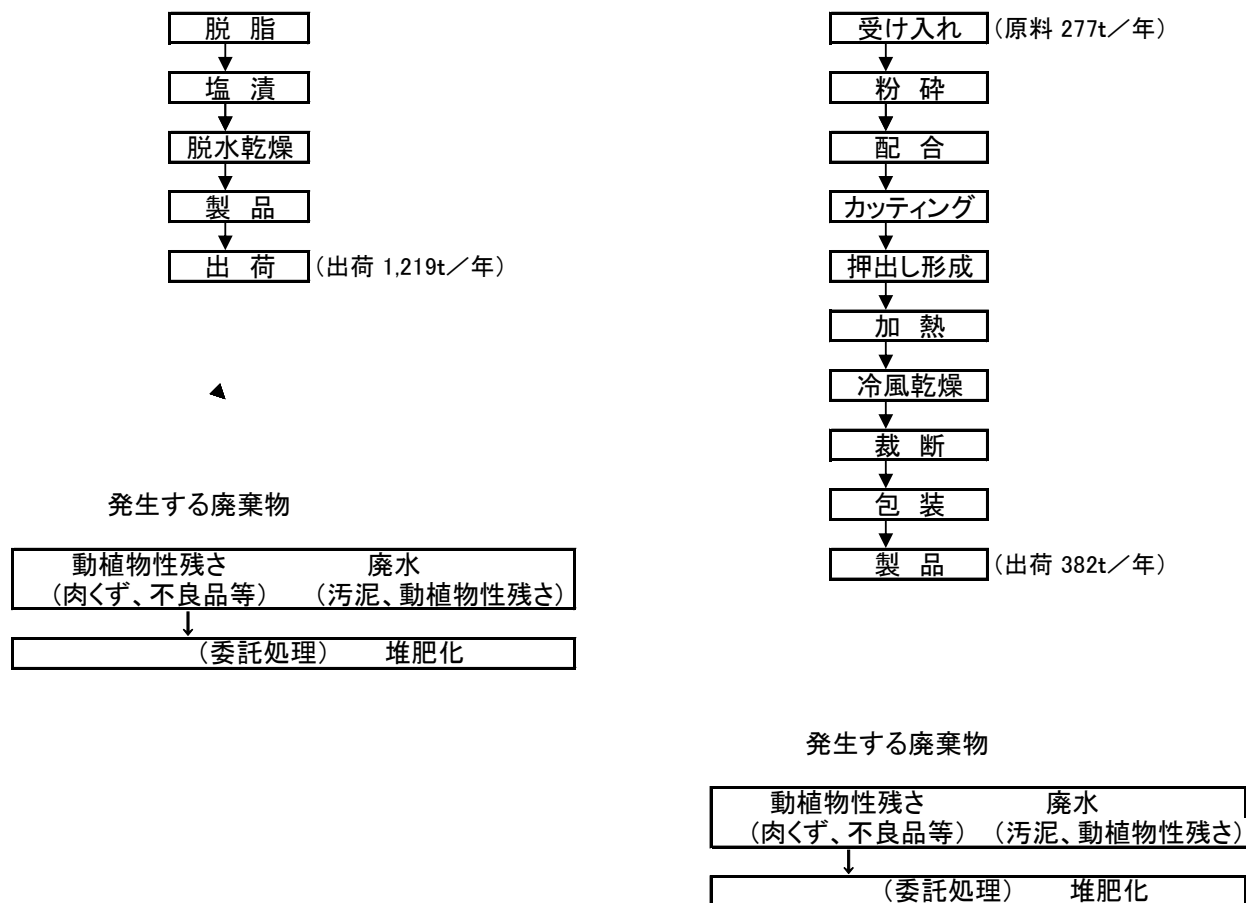 脱 脂
塩 漬
脱水乾燥
製 品
出 荷 (出荷 1,219t/年)
発生する廃棄物
動植物性残さ 廃水
(肉くず、不良品等) (汚泥、動植物性残さ)
(委託処理) 堆肥化
受け入れ (原料 277t/年)
粉 砕
配 合
カッティング
押出し形成
加 熱
冷風乾燥
裁 断
包 装
製 品 (出荷 382t/年)
発生する廃棄物
動植物性残さ 廃水
(肉くず、不良品等) (汚泥、動植物性残さ)
(委託処理) 堆肥化